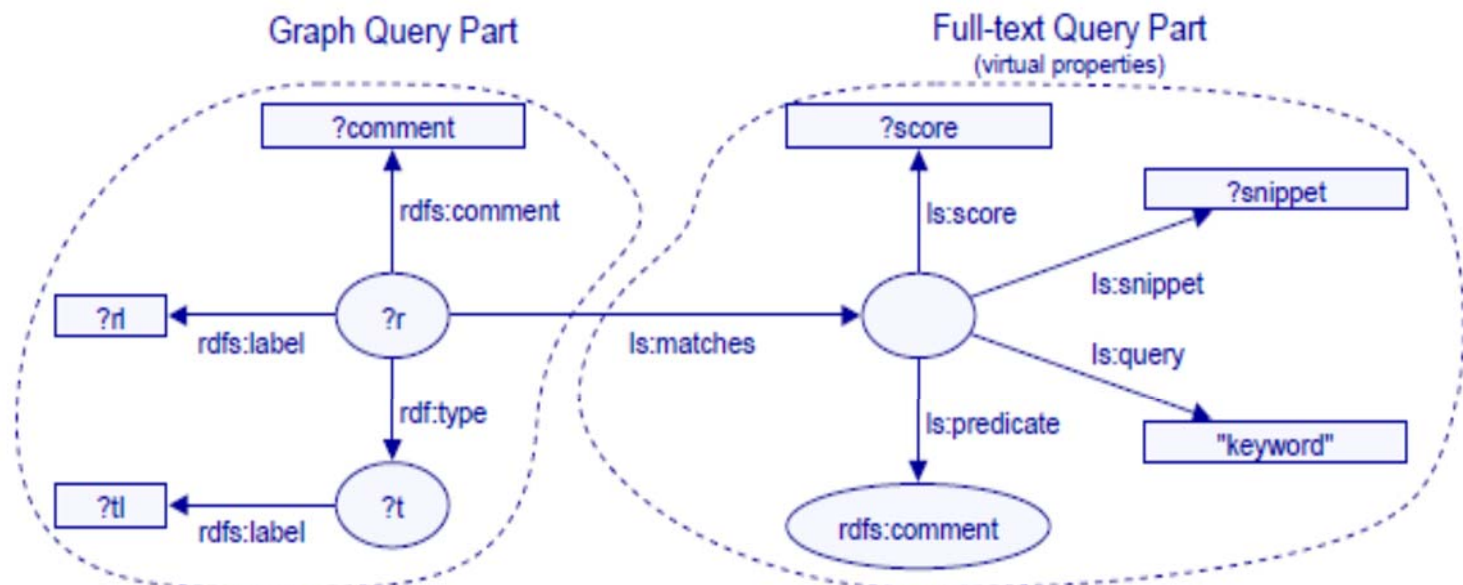 Graph Query Part
Full-text Query Part
(virtual properties)
?comment
?score
?snippet
rdfs:comment
ls:score
ls:snippet
?rl
?r
rdfs:label
ls:matches
ls:query
rdf:type
ls:predicate
"keyword"
?tl
?t
rdfs:label
rdfs:comment